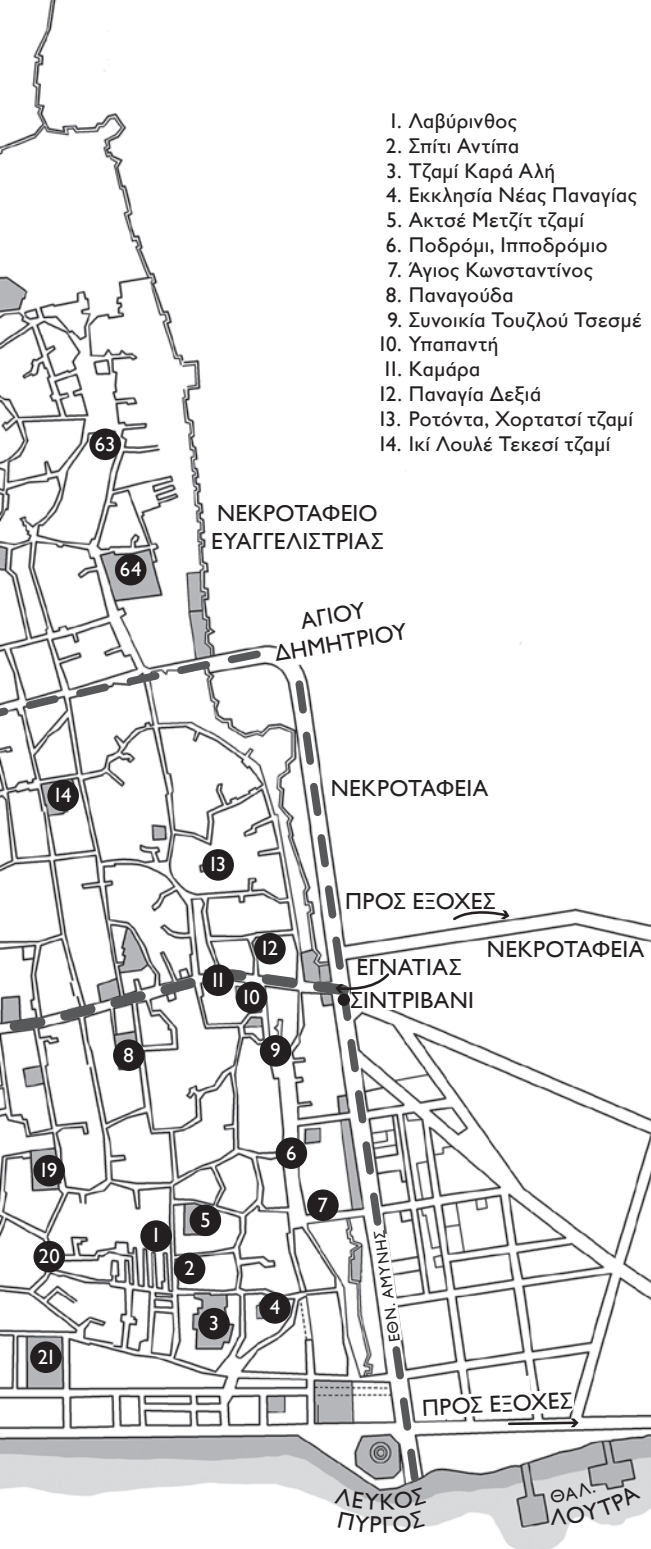 1. Λαβύρινθος
2. Σπίτι Αντίπα
3. Τζαμί Καρά Αλή
4. Εκκλησία Νέας Παναγίας
5. Ακτσέ Μετζίτ τζαμί
6. Ποδρόμι, Ιπποδρόμιο
7. Άγιος Κωνσταντίνος
8. Παναγούδα
9. Συνοικία Τουζλού Τσεσμέ
10. Υπαπαντή
11. Καμάρα
12. Παναγία Δεξιά
13. Ροτόντα, Χορτατσί τζαμί
14. Ικί Λουλέ Τεκεσί τζαμί
63
ΝΕΚΡΟΤΑΦΕΙΟ
ΕΥΑΓΓΕΛΙΣΤΡΙΑΣ
64
ΑΓΙΟΥ
ΔΗΜΗΤΡΙΟΥ
14
ΝΕΚΡΟΤΑΦΕΙΑ
13
ΠΡΟΣ ΕΞΟΧΕΣ
12
ΝΕΚΡΟΤΑΦΕΙΑ
ΕΓΝΑΤΙΑΣ
11
10
ΣΙΝΤΡΙΒΑΝΙ
9
8
6
19
7
5
1
20
2
ΕΘΝ. ΑΜΥΝΗΣ
4
3
21
ΠΡΟΣ ΕΞΟΧΕΣ
ΛΕΥΚΟΣ
ΠΥΡΓΟΣ
ΘΑΛ.
ΛΟΥΤΡΑ